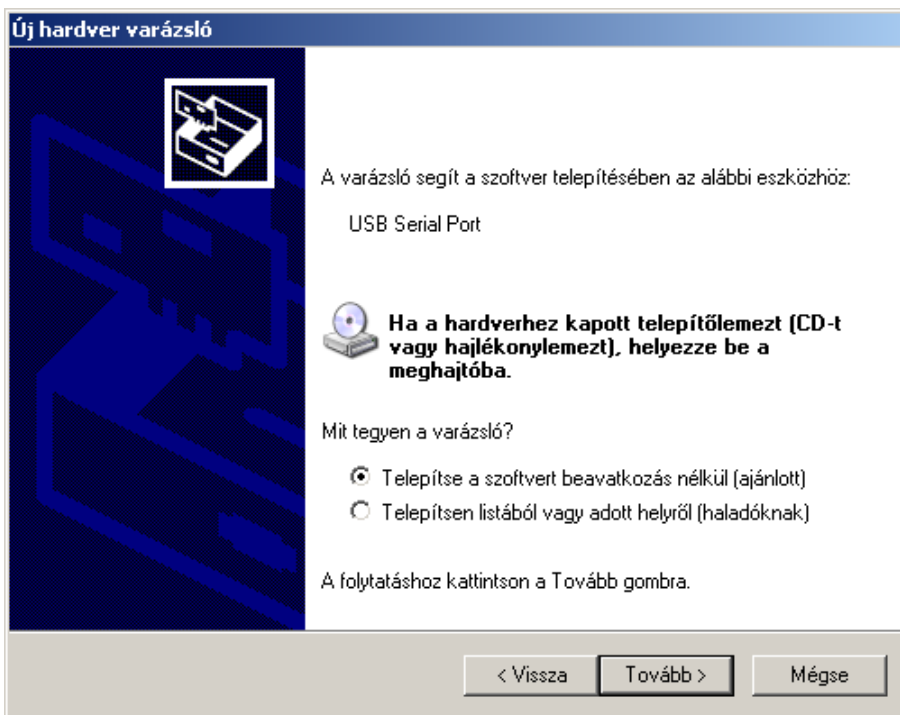 Új hardver varázsló
A varázsló segít a szoftver telepítésében az alábbi eszközhöz:
USB Serial Port
Ha a hardverhez kapott telepítőlemezt (CD-t
vagy hajlékonylemezt), helyezze be a
meghajtóba.
Mit tegyen a varázsló?
Telepítse a szoftvert beavatkozás nélkül (ajánlott)
Telepítsen listából vagy adott helyről (haladóknak)
A folytatáshoz kattintson a Tovább gombra.
< Vissza Tovább > Mégse